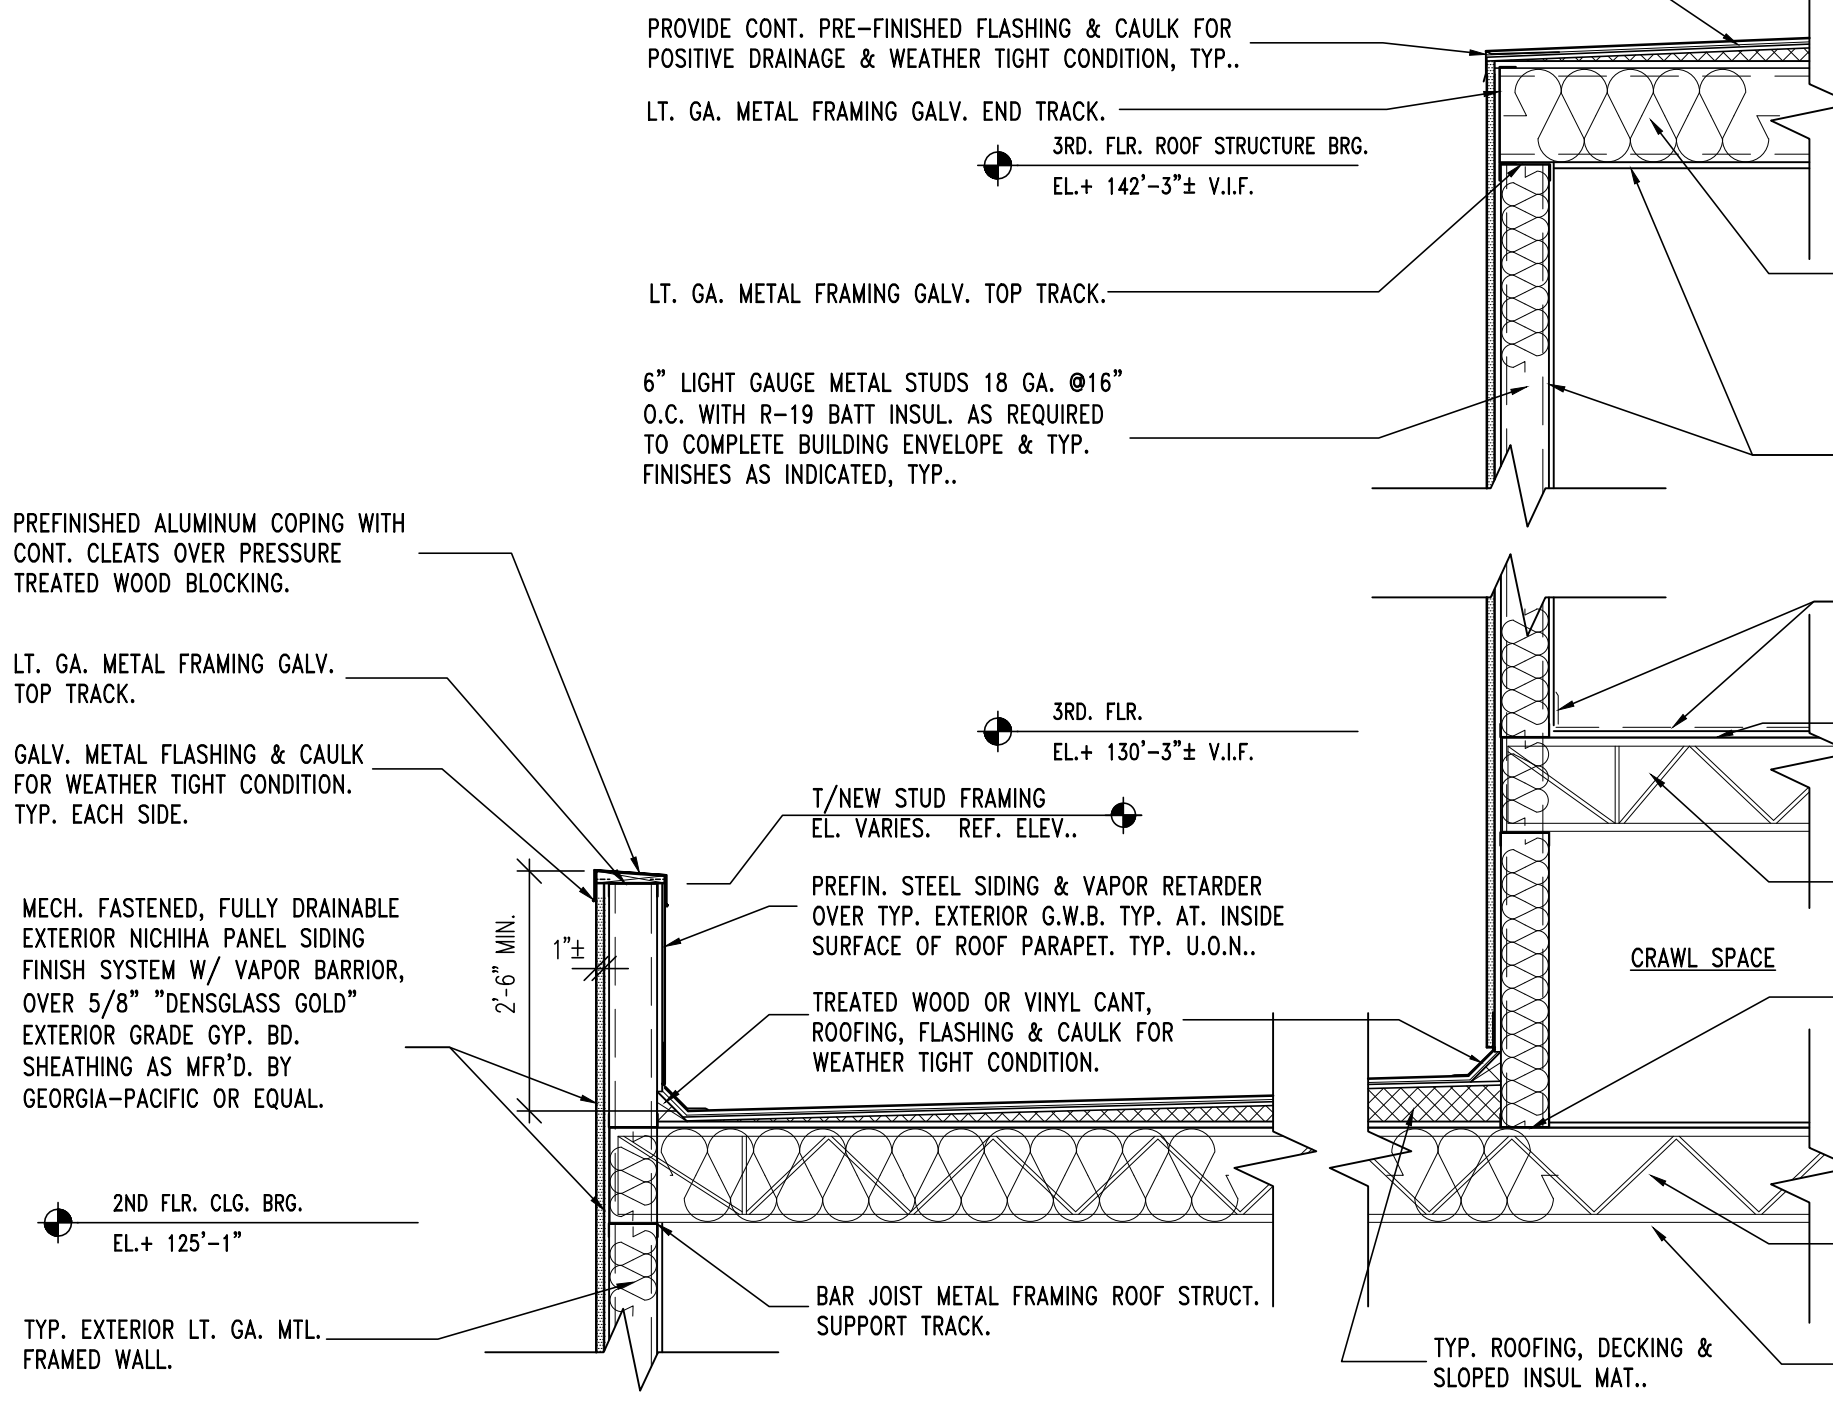 PROVIDE CONT. PRE-FINISHED FLASHING & CAULK FOR
POSITIVE DRAINAGE & WEATHER TIGHT CONDITION, TYP..
LT. GA. METAL FRAMING GALV. END TRACK.
3RD. FLR. ROOF STRUCTURE BRG.
EL.+ 142'-3"± V.I.F.
LT. GA. METAL FRAMING GALV. TOP TRACK.
6" LIGHT GAUGE METAL STUDS 18 GA. @16"
O.C. WITH R-19 BATT INSUL. AS REQUIRED
TO COMPLETE BUILDING ENVELOPE & TYP.
FINISHES AS INDICATED, TYP..
PREFINISHED ALUMINUM COPING WITH
CONT. CLEATS OVER PRESSURE
TREATED WOOD BLOCKING.
LT. GA. METAL FRAMING GALV.
TOP TRACK.
GALV. METAL FLASHING & CAULK
FOR WEATHER TIGHT CONDITION.
TYP. EACH SIDE.
MECH. FASTENED, FULLY DRAINABLE
EXTERIOR NICHIHA PANEL SIDING
FINISH SYSTEM W/ VAPOR BARRIOR,
OVER 5/8" "DENSGLASS GOLD"
EXTERIOR GRADE GYP. BD.
SHEATHING AS MFR'D. BY
GEORGIA-PACIFIC OR EQUAL.
2ND FLR. CLG. BRG.
EL.+ 125'-1"
TYP. EXTERIOR LT. GA. MTL.
FRAMED WALL.
2'-6" MIN.
1"±
3RD. FLR.
EL.+ 130'-3"± V.I.F.
T/NEW STUD FRAMING
EL. VARIES. REF. ELEV..
PREFIN. STEEL SIDING & VAPOR RETARDER
OVER TYP. EXTERIOR G.W.B. TYP. AT. INSIDE
SURFACE OF ROOF PARAPET. TYP. U.O.N..
TREATED WOOD OR VINYL CANT,
ROOFING, FLASHING & CAULK FOR
WEATHER TIGHT CONDITION.
CRAWL SPACE
BAR JOIST METAL FRAMING ROOF STRUCT.
SUPPORT TRACK.
TYP. ROOFING, DECKING &
SLOPED INSUL MAT..